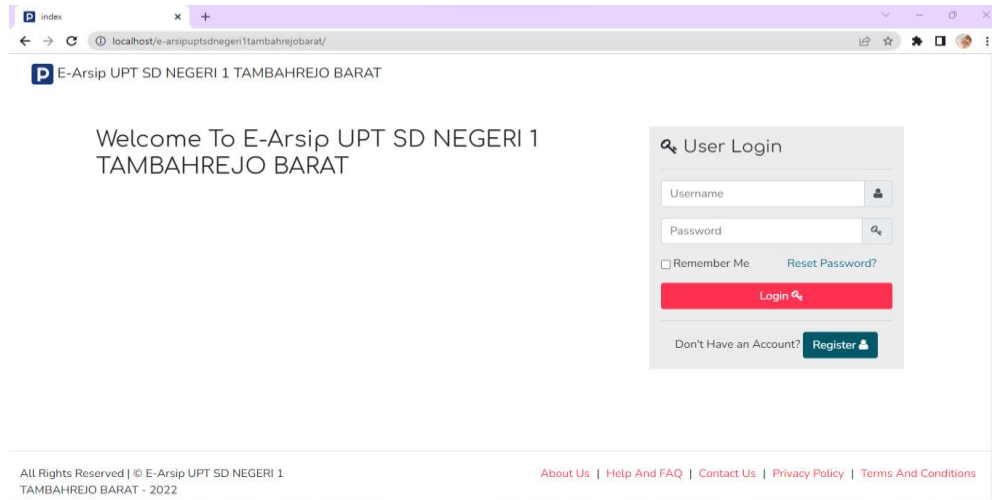 index
localhost/e-arsipuptsdnegeri1tambahrejobarat/
E-Arsip UPT SD NEGERI 1 TAMBAHREJO BARAT
Welcome To E-Arsip UPT SD NEGERI 1
TAMBAHREJO BARAT
User Login
Username
Password
Remember Me Reset Password?
Login
Don't Have an Account? Register
All Rights Reserved | © E-Arsip UPT SD NEGERI 1
TAMBAHREJO BARAT - 2022
About Us | Help And FAQ | Contact Us | Privacy Policy | Terms And Conditions